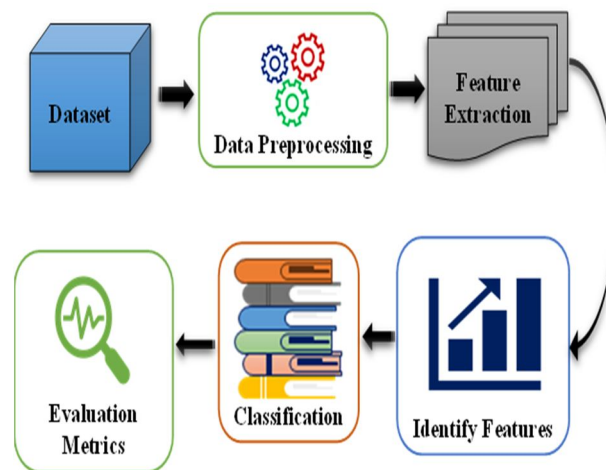 Dataset
Data Preprocessing
Feature
Extraction
Identify Features
Classification
Evaluation
Metrics